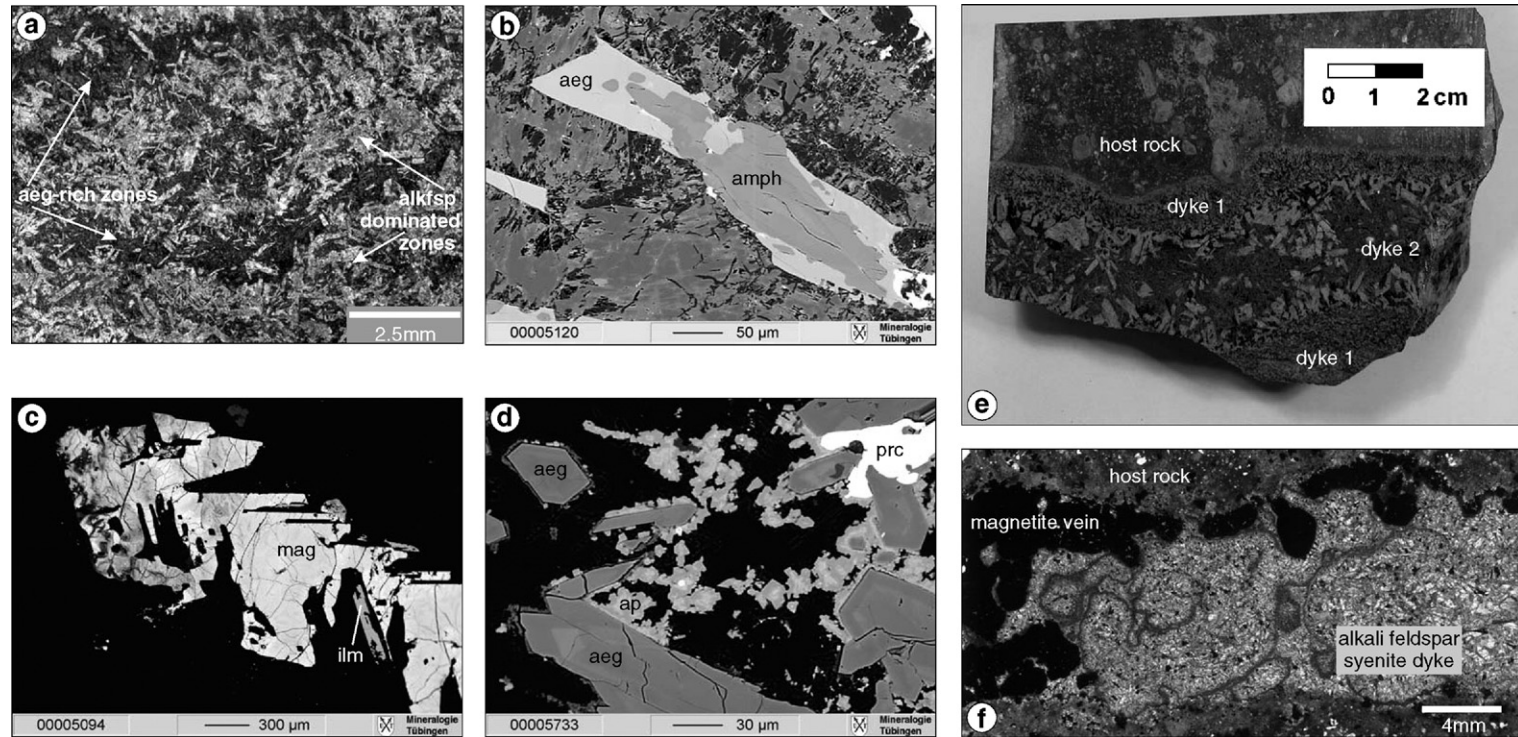 a
aeg-rich zones
alkfsp
dominated
zones
2.5mm
b
aeg
amph
00005120
50 µm
Mineralogie
Tübingen
c
mag
ilm
00005094
300 µm
Mineralogie
Tübingen
d
aeg
prc
ap
aeg
00005733
30 µm
Mineralogie
Tübingen
e
0 1 2 cm
host rock
dyke 1
dyke 2
dyke 1
f
host rock
magnetite vein
alkali feldspar
syenite dyke
4mm